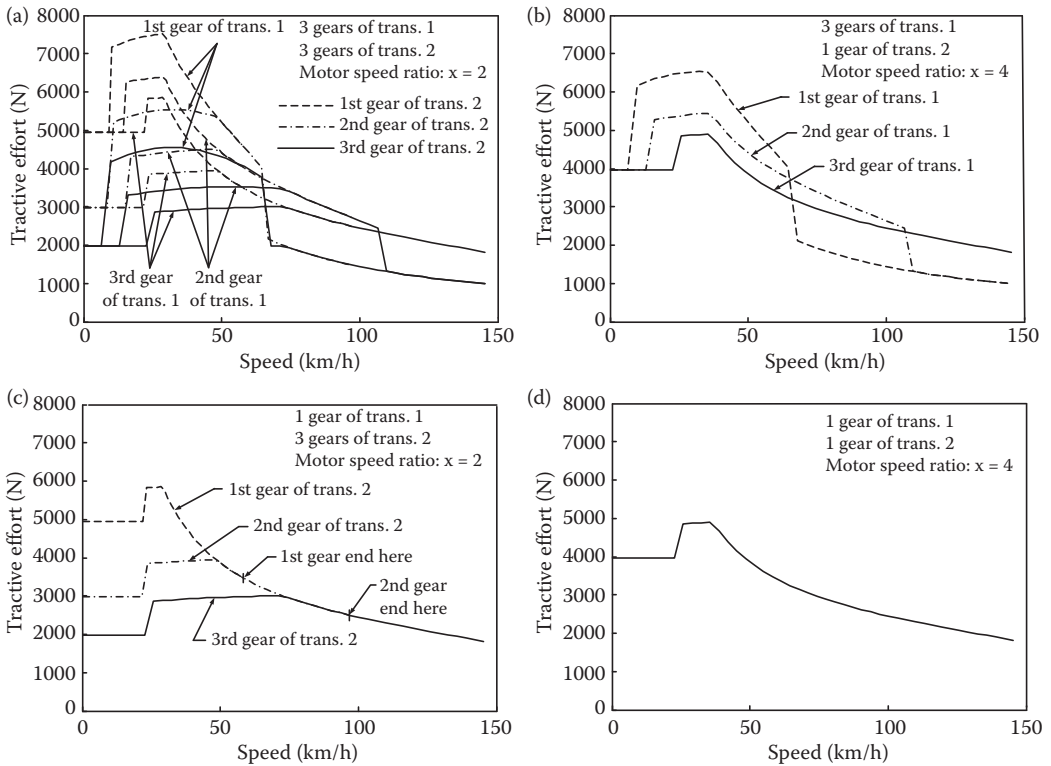 (a)
8000
7000
6000
5000
4000
3000
2000
1000
0
Tractive effort (N)
1st gear of trans. 1
3 gears of trans. 1
3 gears of trans. 2
Motor speed ratio: x = 2
1st gear of trans. 2
2nd gear of trans. 2
3rd gear of trans. 2
3rd gear
of trans. 1
2nd gear
of trans. 1
0
50
100
150
Speed (km/h)
(b)
8000
7000
6000
5000
4000
3000
2000
1000
0
Tractive effort (N)
3 gears of trans. 1
1 gear of trans. 2
Motor speed ratio: x = 4
1st gear of trans. 1
2nd gear of trans. 1
3rd gear of trans. 1
0
50
100
150
Speed (km/h)
(c)
8000
7000
6000
5000
4000
3000
2000
1000
0
Tractive effort (N)
1 gear of trans. 1
3 gears of trans. 2
Motor speed ratio: x = 2
1st gear of trans. 2
2nd gear of trans. 2
1st gear end here
2nd gear
end here
3rd gear of trans. 2
0
50
100
150
Speed (km/h)
(d)
8000
7000
6000
5000
4000
3000
2000
1000
0
Tractive effort (N)
1 gear of trans. 1
1 gear of trans. 2
Motor speed ratio: x = 4
0
50
100
150
Speed (km/h)